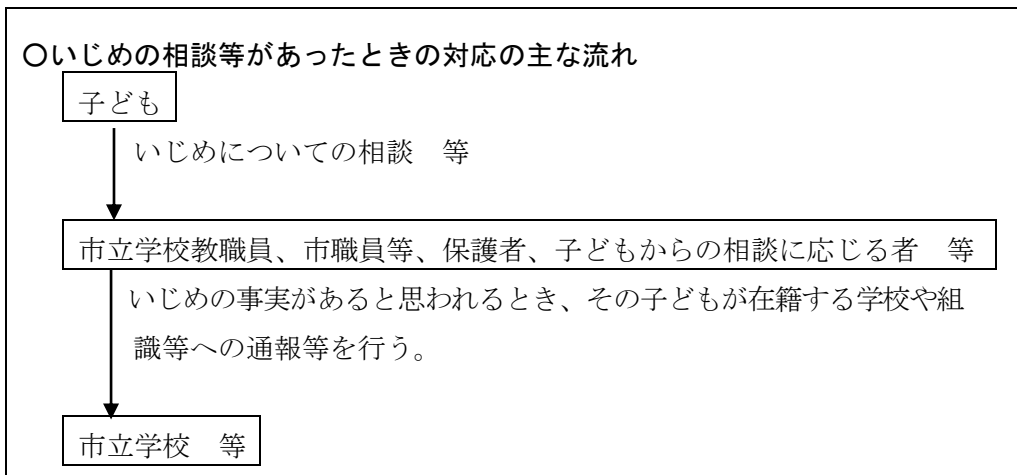 ○いじめの相談等があったときの対応の主な流れ
子ども
いじめについての相談　等
市立学校教職員、市職員等、保護者、子どもからの相談に応じる者　等
いじめの事実があると思われるとき、その子どもが在籍する学校や組
識等への通報等を行う。
市立学校　等